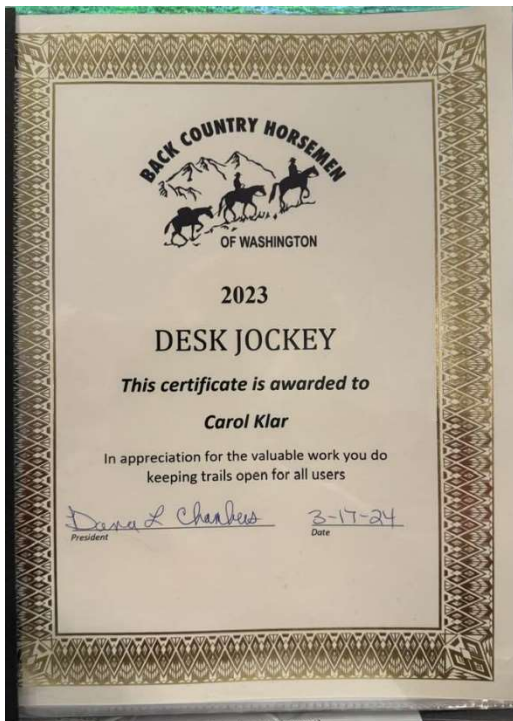 BACK COUNTRY HORSEMEN
OF WASHINGTON
2023
DESK JOCKEY
This certificate is awarded to
Carol Klar
In appreciation for the valuable work you do
keeping trails open for all users
Dana L Chambers 3-17-24
President Date